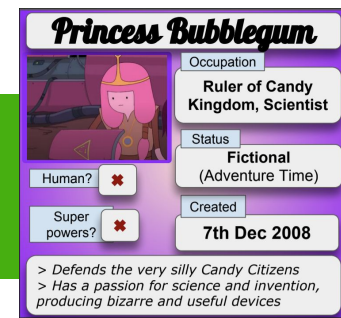 Princess Bubblegum
Occupation
Ruler of Candy
Kingdom, Scientist
Status
Fictional
(Adventure Time)
Human?
Super
powers?
Created
7th Dec 2008
> Defends the very silly Candy Citizens
> Has a passion for science and invention,
producing bizarre and useful devices